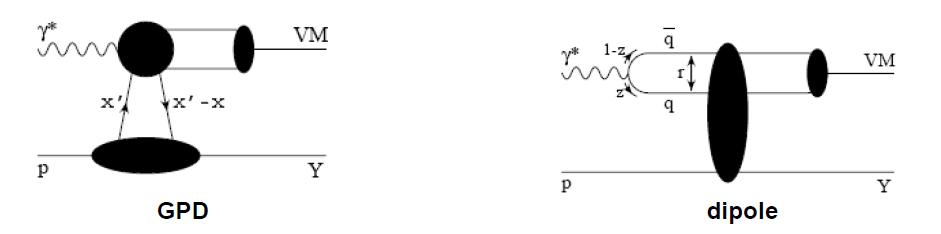 γ*
VM
x'
x'-x
p
Y
GPD
γ*
1-z
q̅
r
z
q
VM
p
Y
dipole